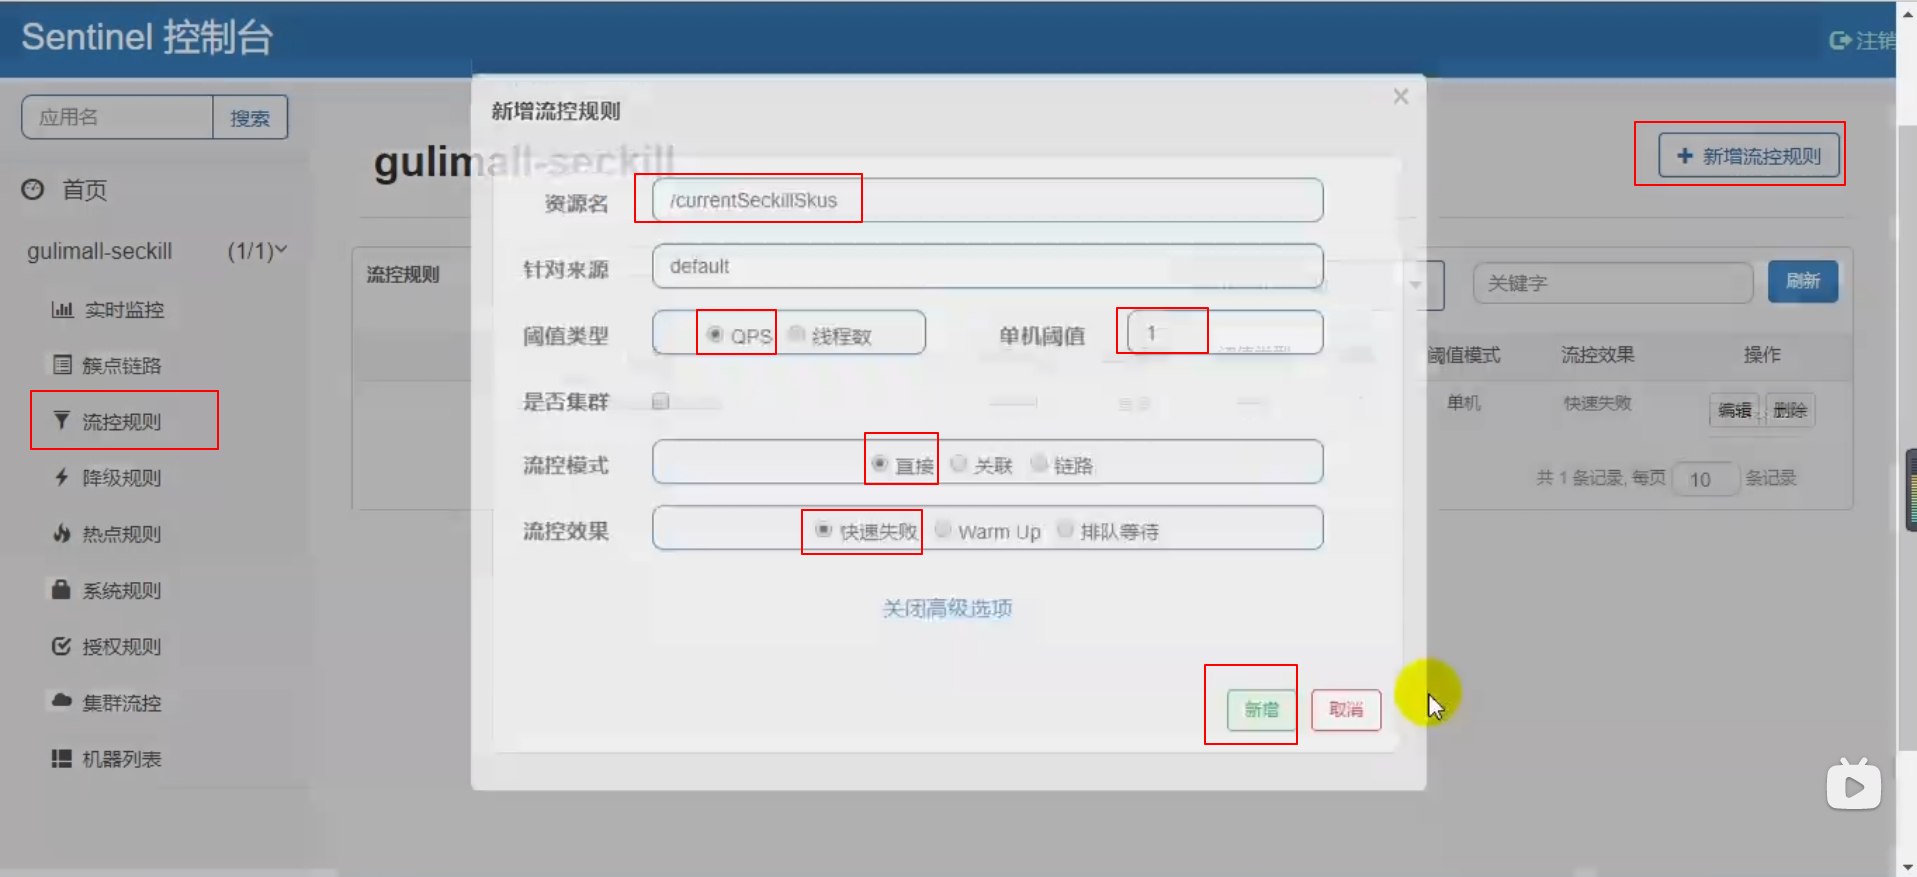 Sentinel 控制台
注销
应用名
搜索
首页
gulimall-seckill (1/1)
实时监控
簇点链路
流控规则
降级规则
热点规则
系统规则
授权规则
集群流控
机器列表
gulimall-seckill
新增流控规则
流控规则
关键字
刷新
阈值模式 流控效果 操作
单机 快速失败 编辑 删除
共 1 条记录, 每页 10 条记录
新增流控规则
×
资源名 /currentSeckillSkus
针对来源 default
阈值类型 QPS 线程数 单机阈值 1
是否集群
流控模式 直接 关联 链路
流控效果 快速失败 Warm Up 排队等待
关闭高级选项
新增 取消